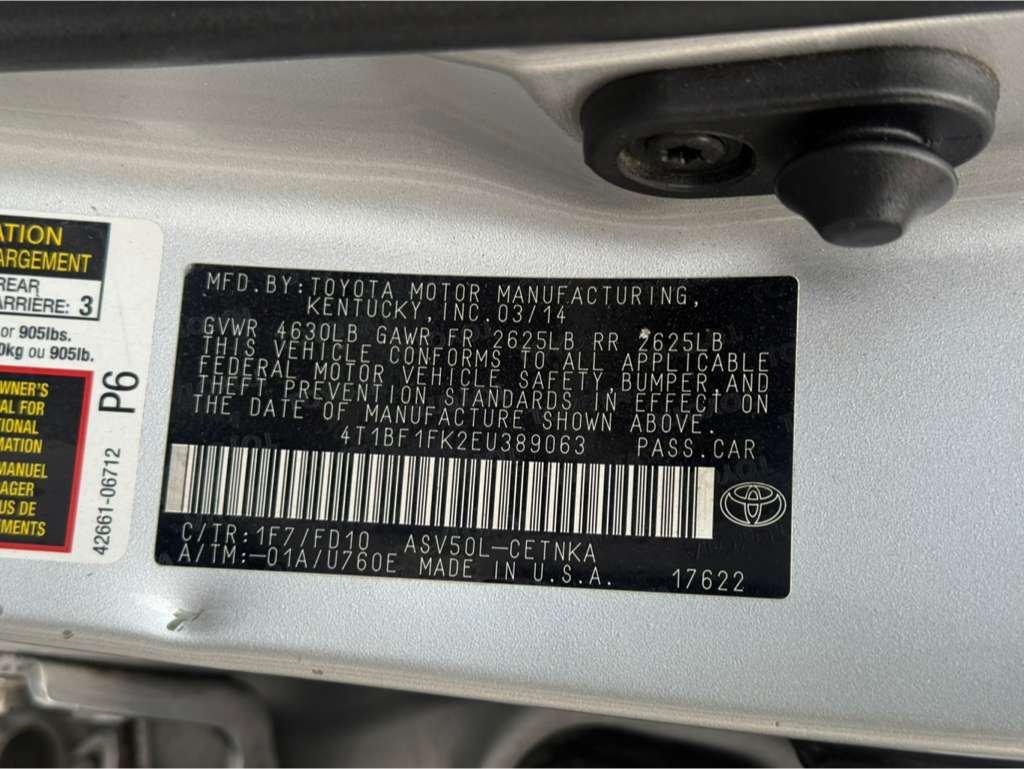 ATION
ARGEMENT
REAR
ARRIÈRE: 3
or 905lbs.
0kg ou 905lb.
WNER'S
AL FOR
TIONAL
MATION
MANUEL
AGER
US DE
EMENTS
P6
42661-06712
MFD.BY:TOYOTA MOTOR MANUFACTURING,
KENTUCKY,INC.03/14
GVWR 4630LB GAWR FR 2625LB RR 2625LB
THIS VEHICLE CONFORMS TO ALL APPLICABLE
FEDERAL MOTOR VEHICLE SAFETY,BUMPER,AND
THEFT PREVENTION STANDARDS IN EFFECT ON
THE DATE OF MANUFACTURE SHOWN ABOVE.
4T1BF1FK2EU389063 PASS.CAR
C/TR:1F7/FD10 ASV50L-CETNKA
A/TM:-01A/U760E MADE IN U.S.A. 17622